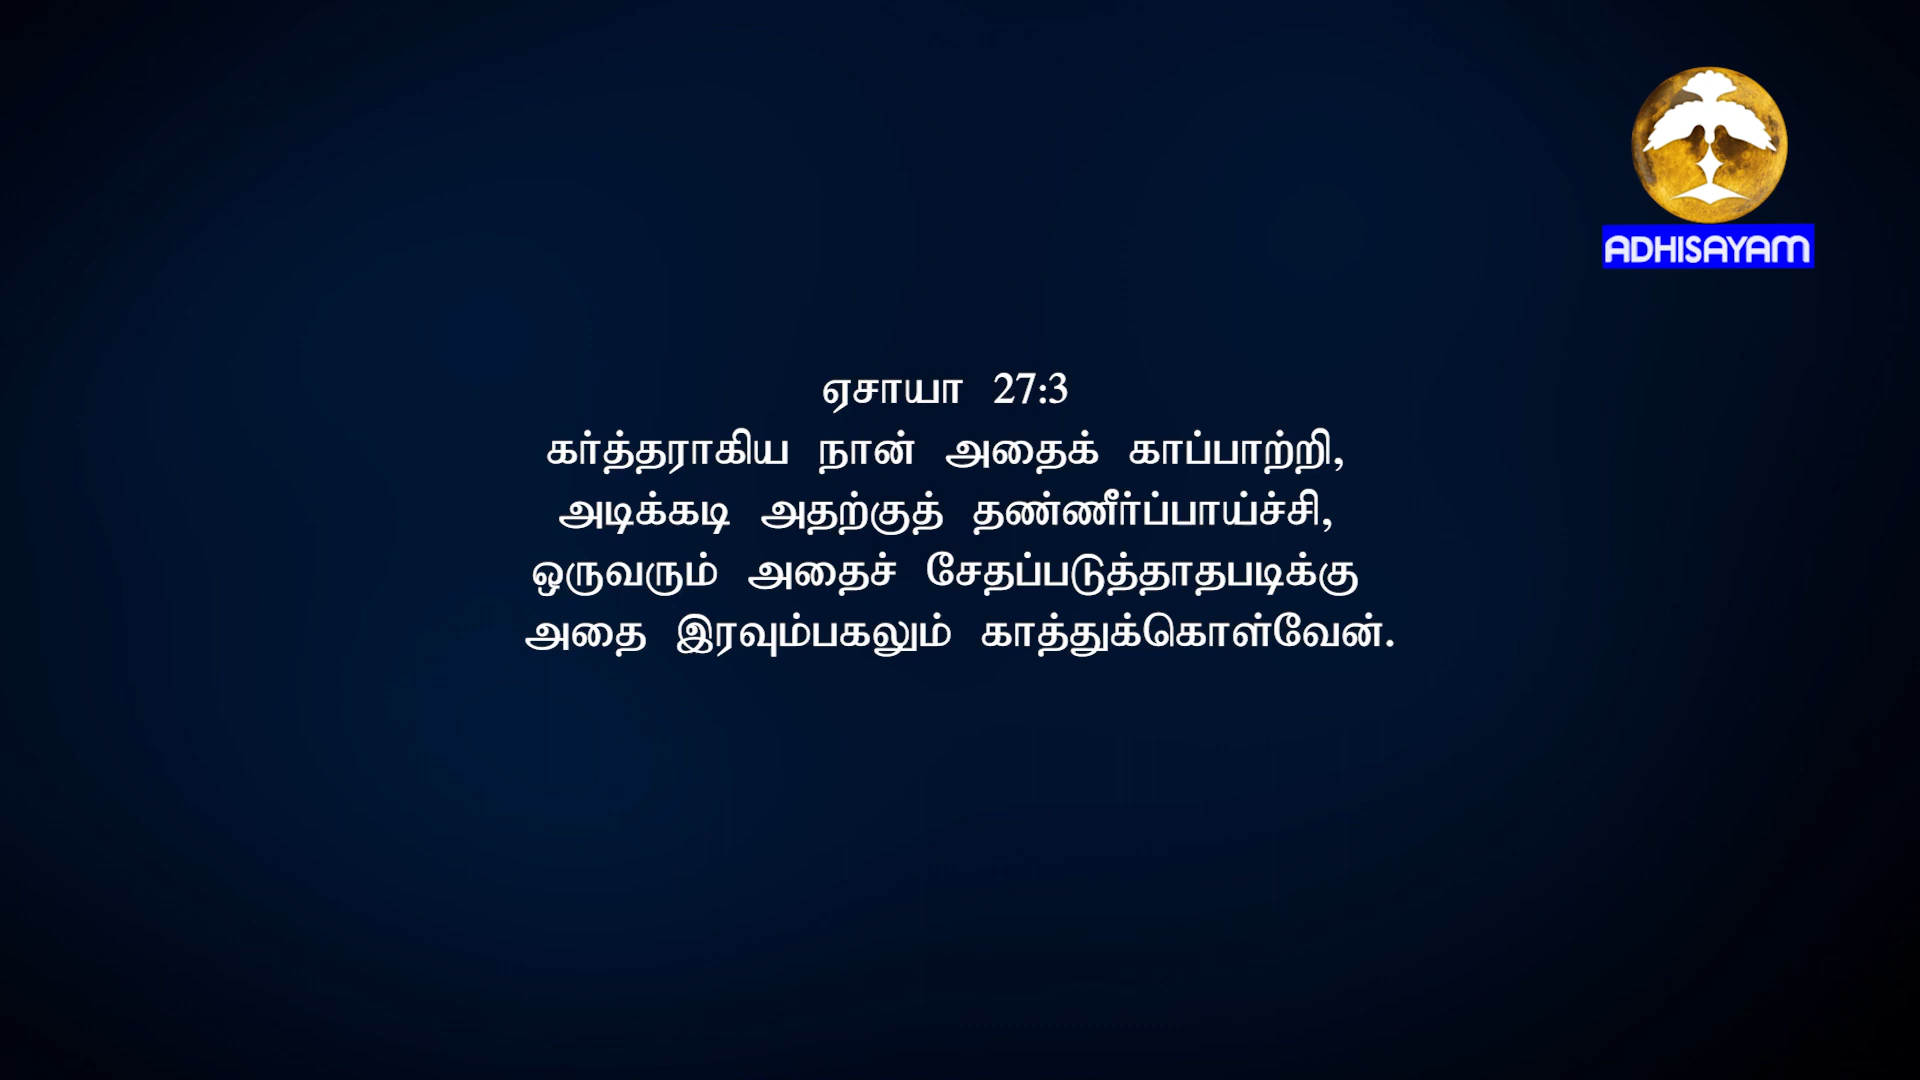 ADHISAYAM
ஏசாயா 27:3
கர்த்தராகிய நான் அதைக் காப்பாற்றி,
அடிக்கடி அதற்குத் தண்ணீர்ப்பாய்ச்சி,
ஒருவரும் அதைச் சேதப்படுத்தாதபடிக்கு
அதை இரவும்பகலும் காத்துக்கொள்வேன்.